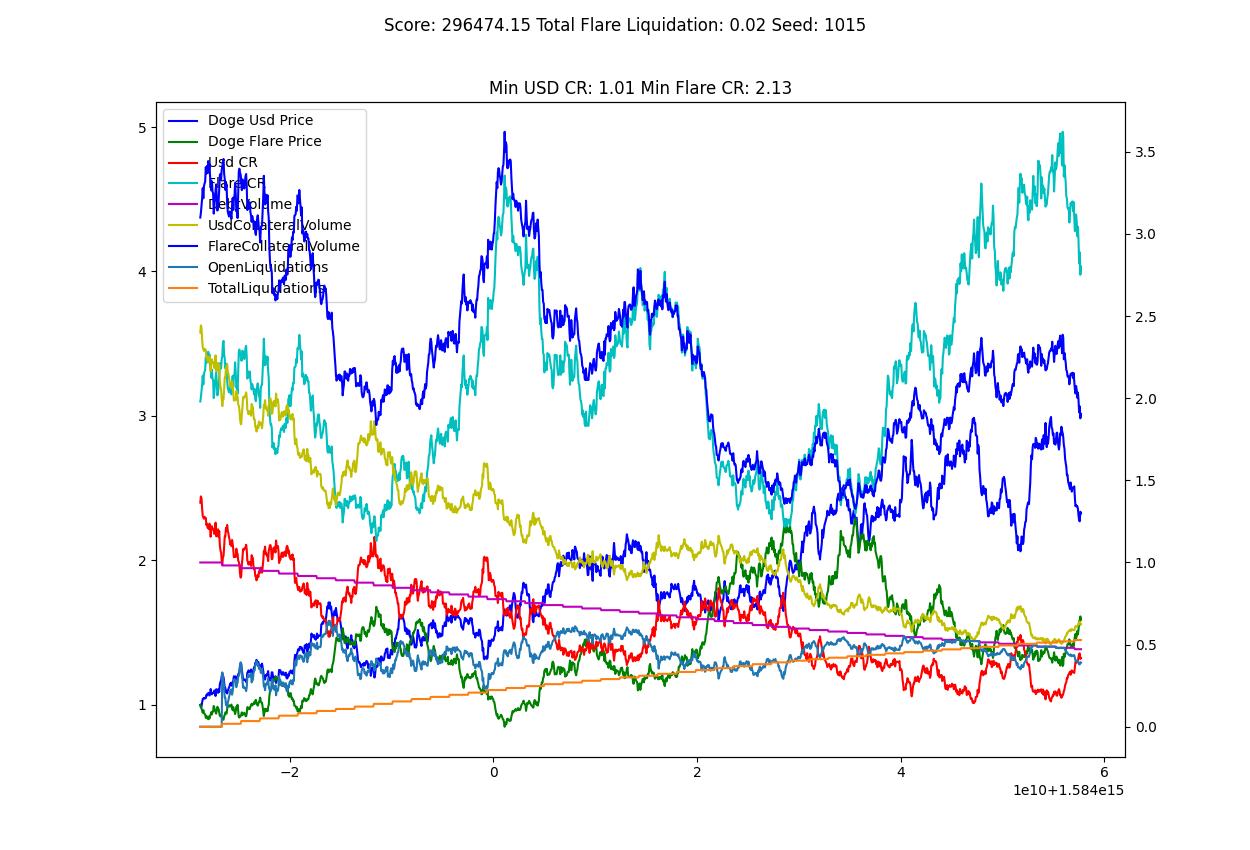 Score: 296474.15 Total Flare Liquidation: 0.02 Seed: 1015
Min USD CR: 1.01 Min Flare CR: 2.13
Doge Usd Price
Doge Flare Price
Usd CR
Flare CR
DebtVolume
UsdCollateralVolume
FlareCollateralVolume
OpenLiquidations
TotalLiquidations
5
4
3
2
1
3.5
3.0
2.5
2.0
1.5
1.0
0.5
0.0
−2 0 2 4 6
1e10+1.584e15